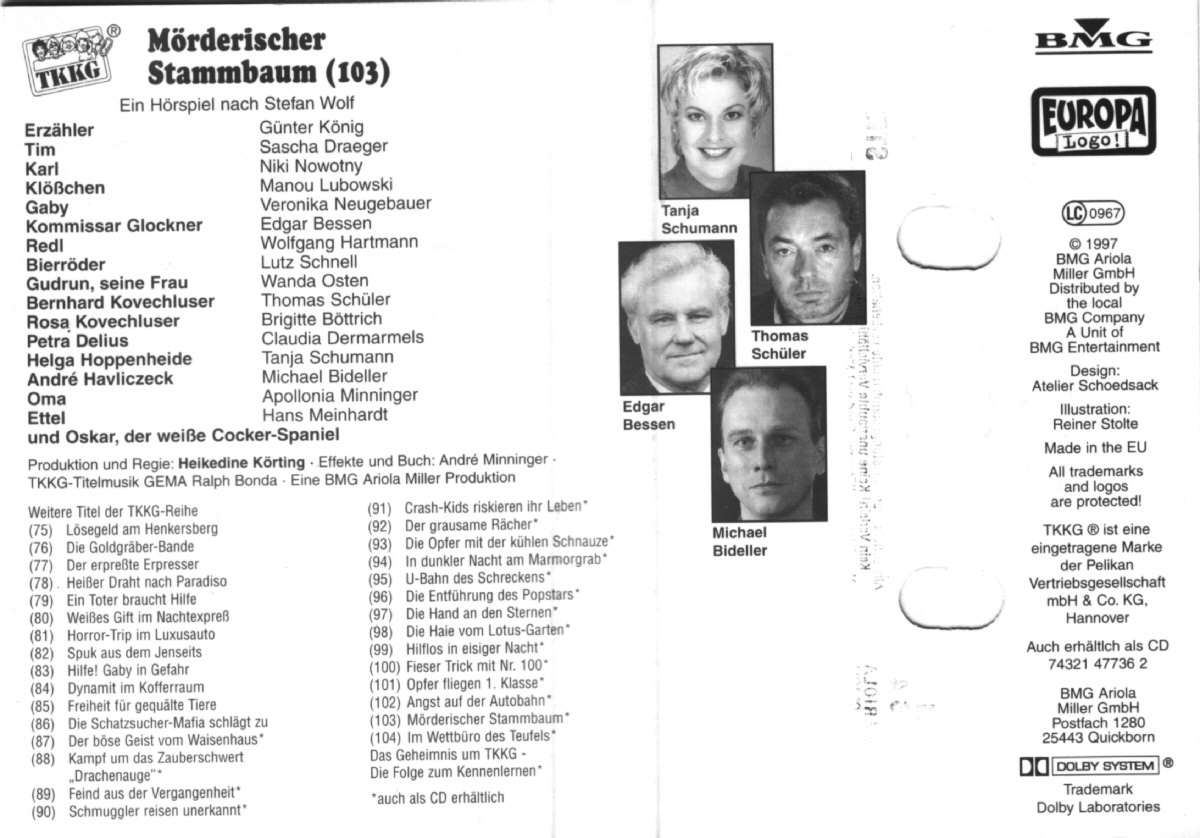 TKKG ®
Mörderischer
Stammbaum (103)
Ein Hörspiel nach Stefan Wolf
Erzähler Günter König
Tim Sascha Draeger
Karl Niki Nowotny
Klößchen Manou Lubowski
Gaby Veronika Neugebauer
Kommissar Glockner Edgar Bessen
Redl Wolfgang Hartmann
Bierröder Lutz Schnell
Gudrun, seine Frau Wanda Osten
Bernhard Kovechluser Thomas Schüler
Rosa Kovechluser Brigitte Böttrich
Petra Delius Claudia Dermarmels
Helga Hoppenheide Tanja Schumann
André Havliczeck Michael Bideller
Oma Apollonia Minninger
Ettel Hans Meinhardt
und Oskar, der weiße Cocker-Spaniel
Produktion und Regie: Heikedine Körting · Effekte und Buch: André Minninger ·
TKKG-Titelmusik GEMA Ralph Bonda · Eine BMG Ariola Miller Produktion
Weitere Titel der TKKG-Reihe
(75) Lösegeld am Henkersberg
(76) Die Goldgräber-Bande
(77) Der erpreßte Erpresser
(78) Heißer Draht nach Paradiso
(79) Ein Toter braucht Hilfe
(80) Weißes Gift im Nachtexpreß
(81) Horror-Trip im Luxusauto
(82) Spuk aus dem Jenseits
(83) Hilfe! Gaby in Gefahr
(84) Dynamit im Kofferraum
(85) Freiheit für gequälte Tiere
(86) Die Schatzsucher-Mafia schlägt zu
(87) Der böse Geist vom Waisenhaus*
(88) Kampf um das Zauberschwert
„Drachenauge"*
(89) Feind aus der Vergangenheit*
(90) Schmuggler reisen unerkannt*
(91) Crash-Kids riskieren ihr Leben*
(92) Der grausame Rächer*
(93) Die Opfer mit der kühlen Schnauze*
(94) In dunkler Nacht am Marmorgrab*
(95) U-Bahn des Schreckens*
(96) Die Entführung des Popstars*
(97) Die Hand an den Sternen*
(98) Die Haie vom Lotus-Garten*
(99) Hilflos in eisiger Nacht*
(100) Fieser Trick mit Nr. 100*
(101) Opfer fliegen 1. Klasse*
(102) Angst auf der Autobahn*
(103) Mörderischer Stammbaum*
(104) Im Wettbüro des Teufels*
Das Geheimnis um TKKG -
Die Folge zum Kennenlernen*
*auch als CD erhältlich
Tanja
Schumann
Thomas
Schüler
Edgar
Bessen
Michael
Bideller
BMG
EUROPA
Logo!
LC 0967
© 1997
BMG Ariola
Miller GmbH
Distributed by
the local
BMG Company
A Unit of
BMG Entertainment
Design:
Atelier Schoedsack
Illustration:
Reiner Stolte
Made in the EU
All trademarks
and logos
are protected!
TKKG ® ist eine
eingetragene Marke
der Pelikan
Vertriebsgesellschaft
mbH & Co. KG,
Hannover
Auch erhältlch als CD
74321 47736 2
BMG Ariola
Miller GmbH
Postfach 1280
25443 Quickborn
DOLBY SYSTEM ®
Trademark
Dolby Laboratories